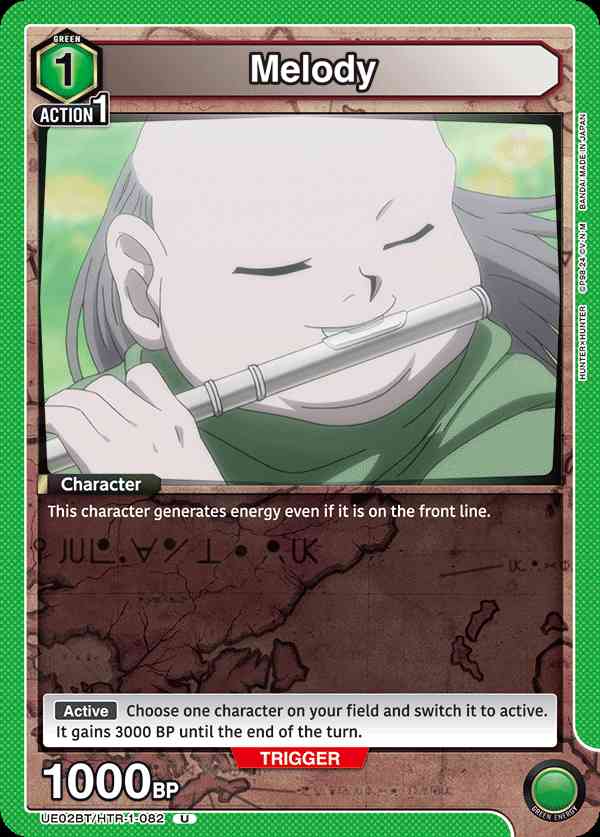 GREEN
1
Melody
ACTION 1
HUNTER×HUNTER ©P98-24 ©V·N·M BANDAI MADE IN JAPAN
Character
This character generates energy even if it is on the front line.
Active Choose one character on your field and switch it to active.
It gains 3000 BP until the end of the turn.
TRIGGER
1000 BP
GREEN ENERGY
UE02BT/HTR-1-082 U